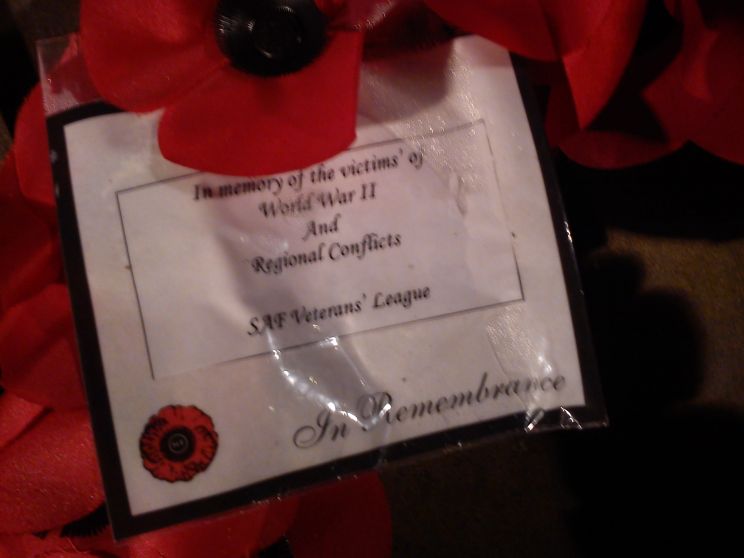 In memory of the victims' of
World War II
And
Regional Conflicts
SAF Veterans' League
In Remembrance